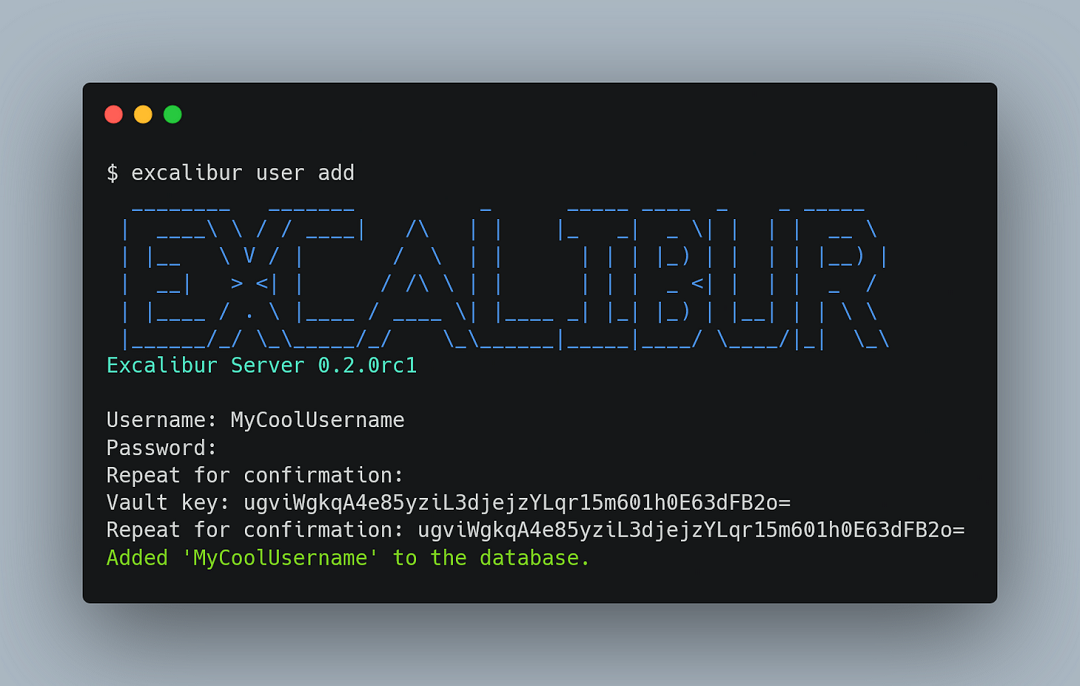 $ excalibur user add
EXCALIBUR
Excalibur Server 0.2.0rc1
Username: MyCoolUsername
Password:
Repeat for confirmation:
Vault key: ugviWgkqA4e85yziL3djejzYLqr15m601h0E63dFB2o=
Repeat for confirmation: ugviWgkqA4e85yziL3djejzYLqr15m601h0E63dFB2o=
Added 'MyCoolUsername' to the database.